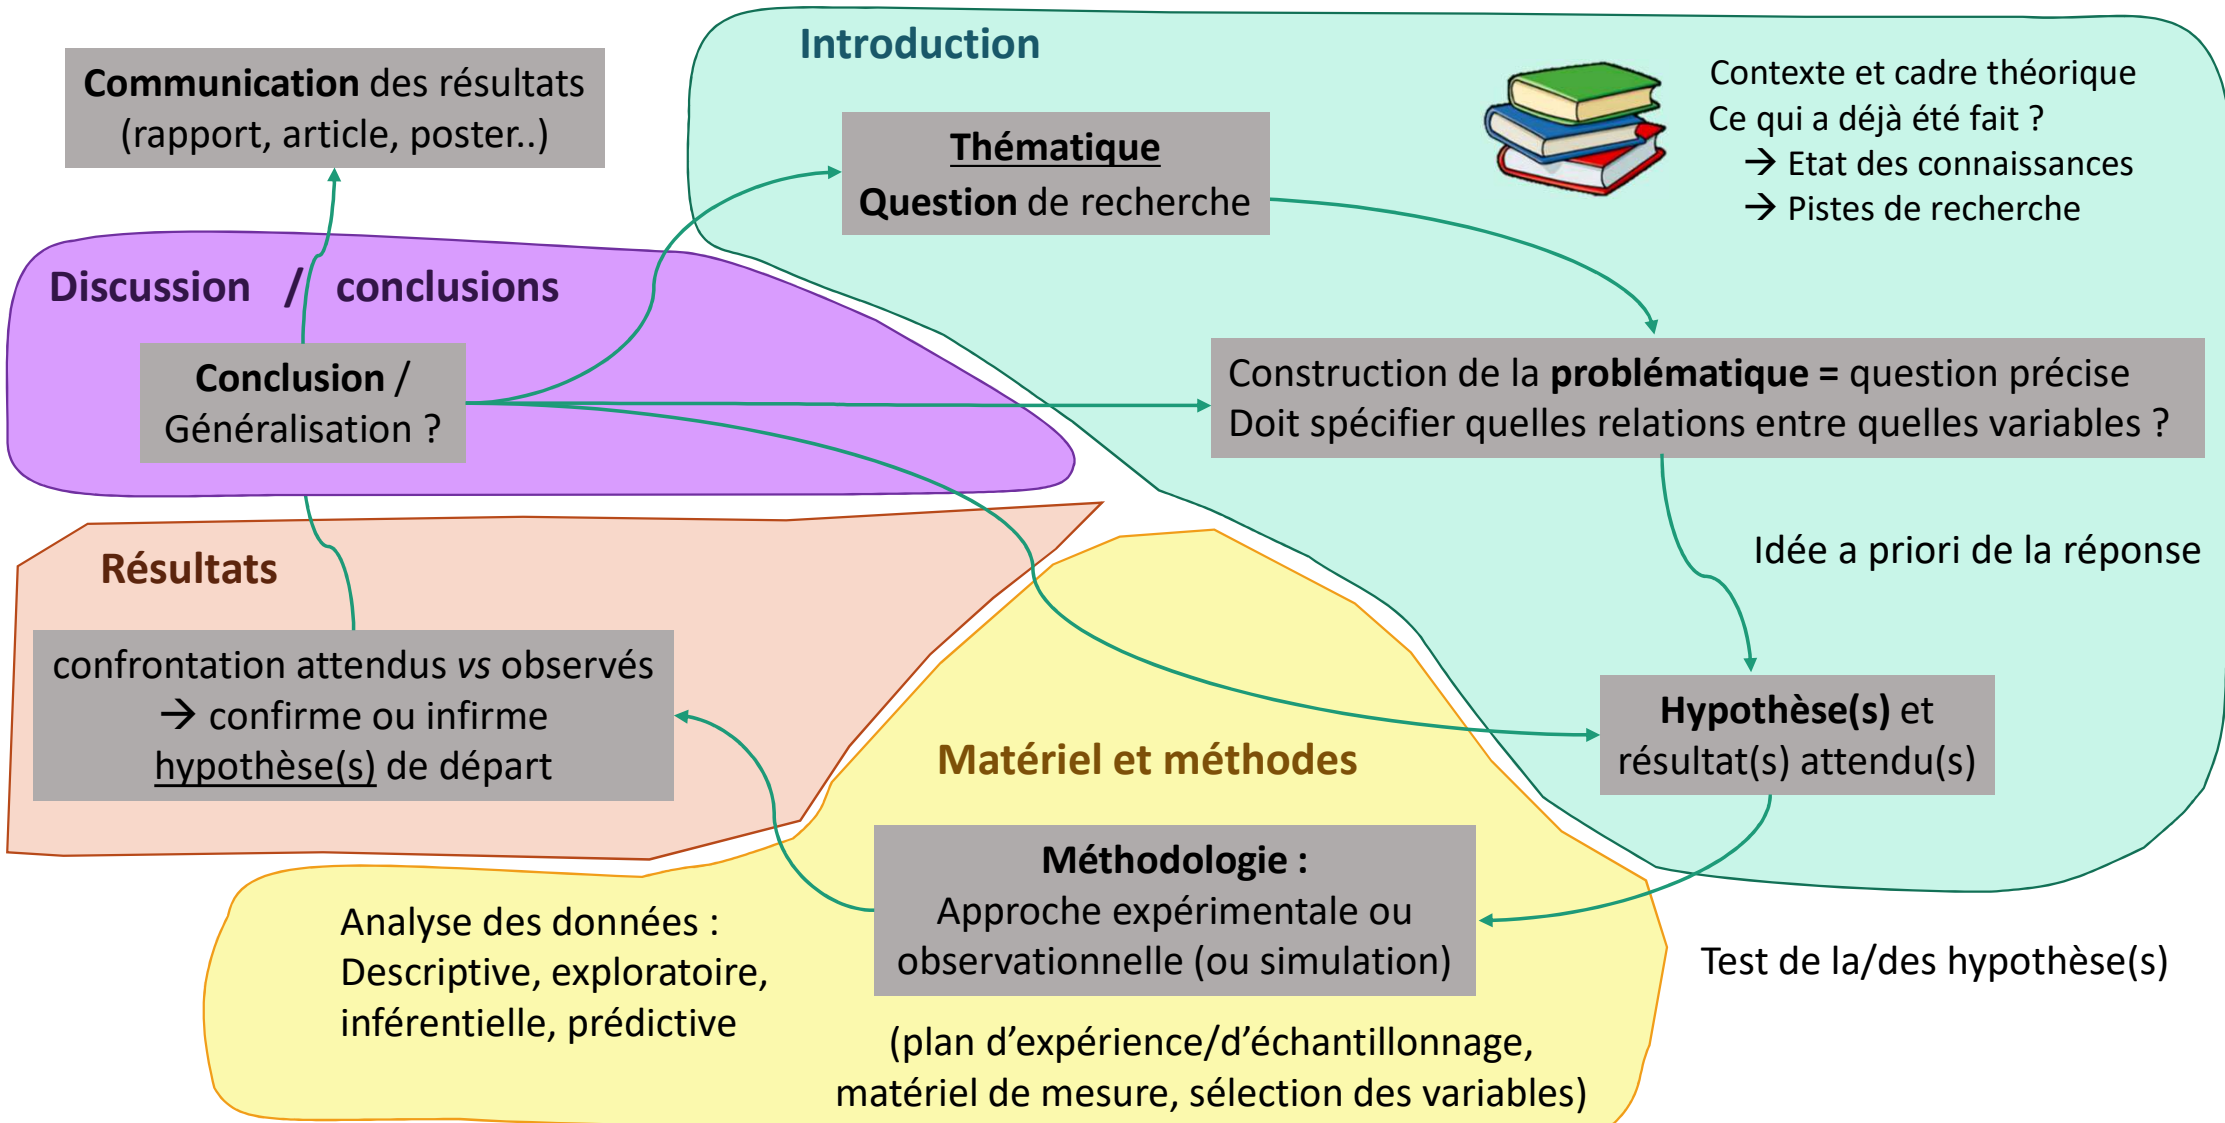 Introduction
Communication des résultats
(rapport, article, poster..)
Thématique
Question de recherche
Contexte et cadre théorique
Ce qui a déjà été fait ?
→ Etat des connaissances
→ Pistes de recherche
Discussion / conclusions
Conclusion /
Généralisation ?
Construction de la problématique = question précise
Doit spécifier quelles relations entre quelles variables ?
Idée a priori de la réponse
Résultats
confrontation attendus vs observés
→ confirme ou infirme
hypothèse(s) de départ
Hypothèse(s) et
résultat(s) attendu(s)
Matériel et méthodes
Méthodologie :
Approche expérimentale ou
observationnelle (ou simulation)
Analyse des données :
Descriptive, exploratoire,
inférentielle, prédictive
Test de la/des hypothèse(s)
(plan d’expérience/d’échantillonnage,
matériel de mesure, sélection des variables)